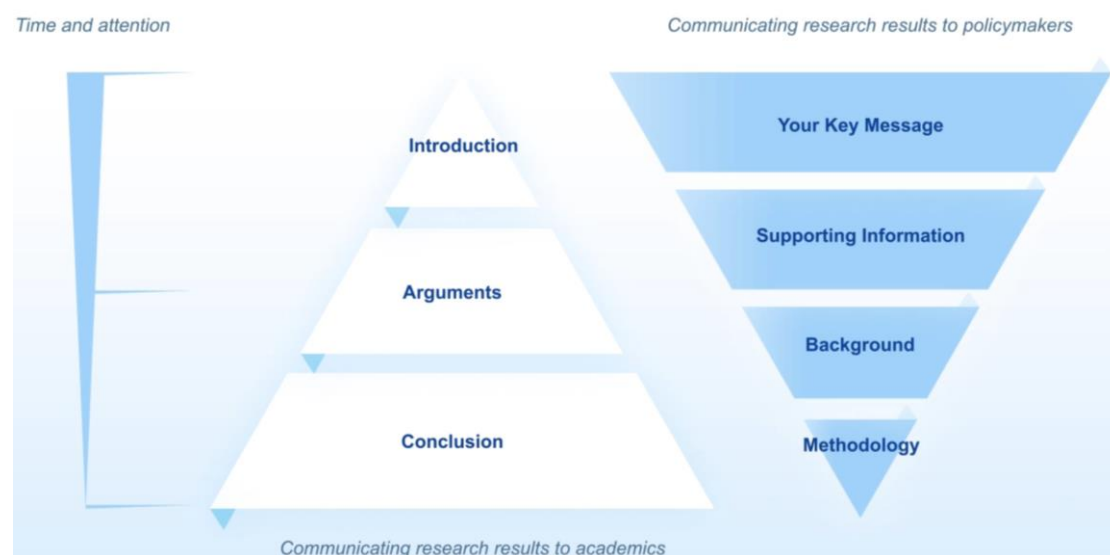 Time and attention
Communicating research results to policymakers
Introduction
Arguments
Conclusion
Your Key Message
Supporting Information
Background
Methodology
Communicating research results to academics